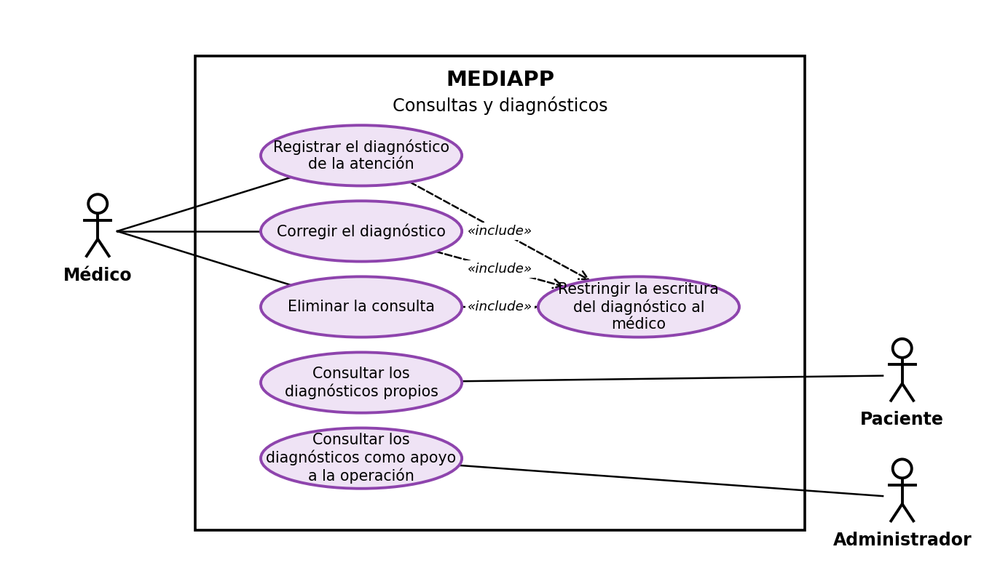 MEDIAPP
Consultas y diagnósticos
Registrar el diagnóstico
de la atención
Corregir el diagnóstico
«include»
«include»
Médico
Eliminar la consulta
«include»
Restringir la escritura
del diagnóstico al
médico
Consultar los
diagnósticos propios
Paciente
Consultar los
diagnósticos como apoyo
a la operación
Administrador